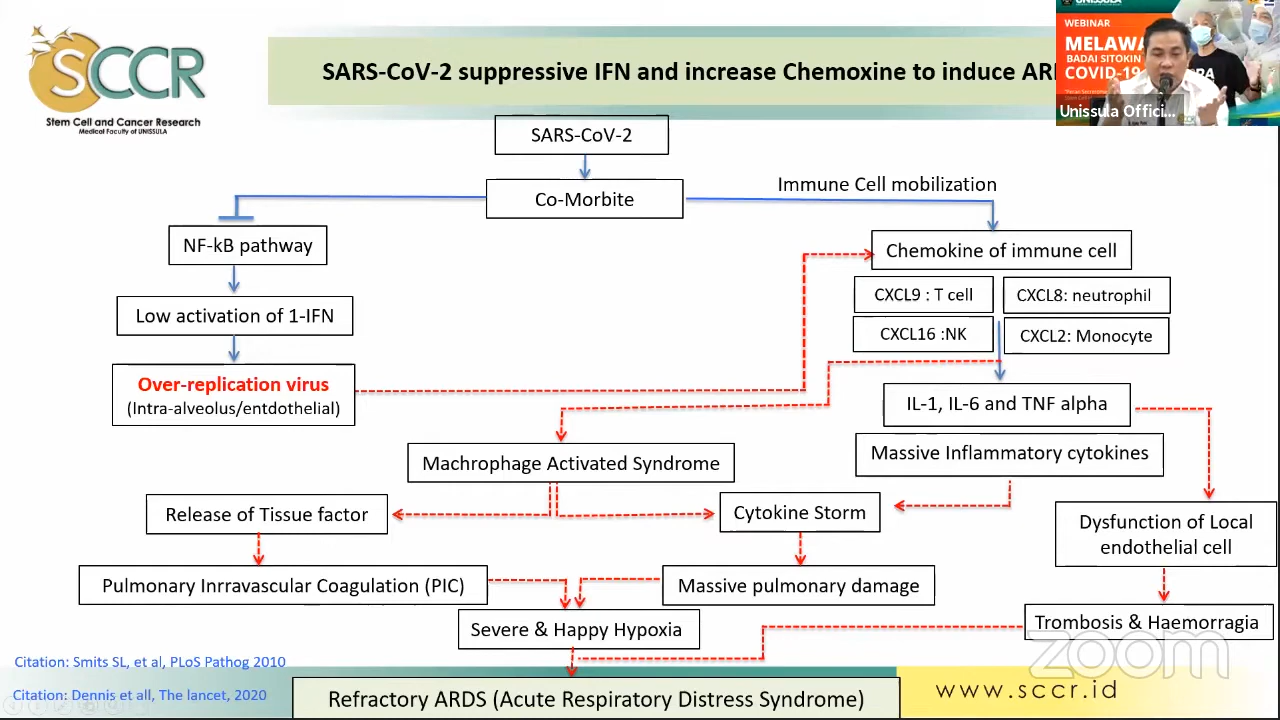 SCCR
Stem Cell and Cancer Research
Medical Faculty of UNISSULA
SARS-CoV-2 suppressive IFN and increase Chemoxine to induce
UNISSULA
WEBINAR
BADAI SITOKIN
COVID-19
Unissula Offici...
SARS-CoV-2
Co-Morbite
Immune Cell mobilization
NF-kB pathway
Chemokine of immune cell
CXCL9 : T cell
CXCL8: neutrophil
Low activation of 1-IFN
CXCL16 :NK
CXCL2: Monocyte
Over-replication virus
(Intra-alveolus/entdothelial)
IL-1, IL-6 and TNF alpha
Machrophage Activated Syndrome
Massive Inflammatory cytokines
Release of Tissue factor
Cytokine Storm
Dysfunction of Local
endothelial cell
Pulmonary Inrravascular Coagulation (PIC)
Massive pulmonary damage
Severe & Happy Hypoxia
Trombosis & Haemorragia
zoom
Citation: Smits SL, et al, PLoS Pathog 2010
Citation: Dennis et all, The lancet, 2020
Refractory ARDS (Acute Respiratory Distress Syndrome)
www.sccr.id